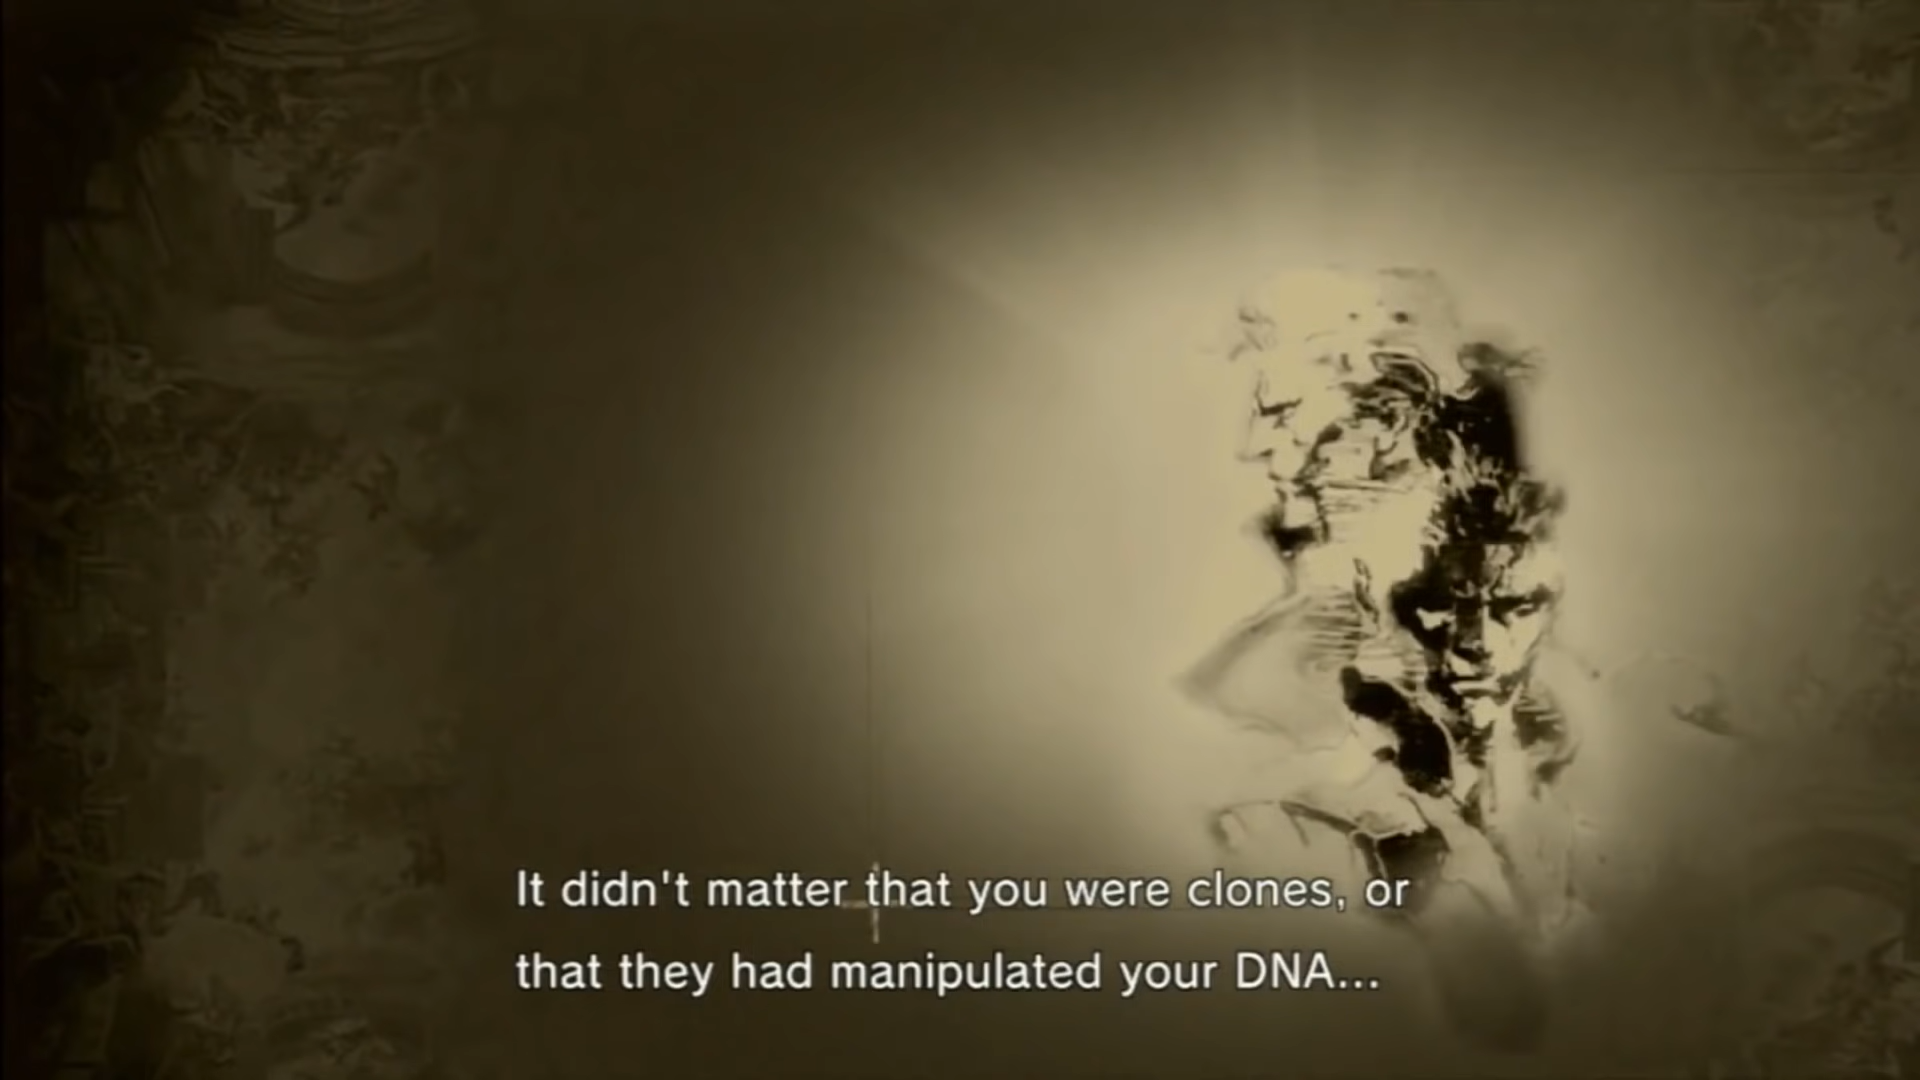 It didn't matter that you were clones, or
that they had manipulated your DNA...